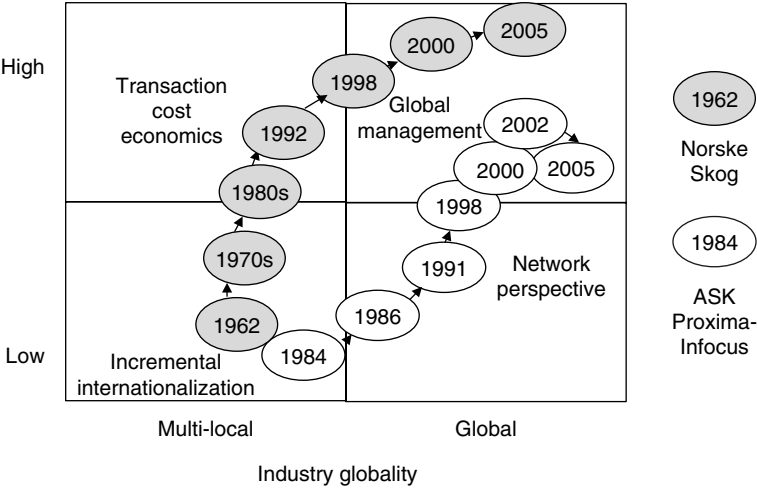 High
Low
Transaction
cost
economics
Global
management
Incremental
internationalization
Network
perspective
1962
1970s
1980s
1992
1998
2000
2005
1984
1986
1991
1998
2000
2002
2005
Multi-local
Global
Industry globality
1962
Norske
Skog
1984
ASK
Proxima-
Infocus